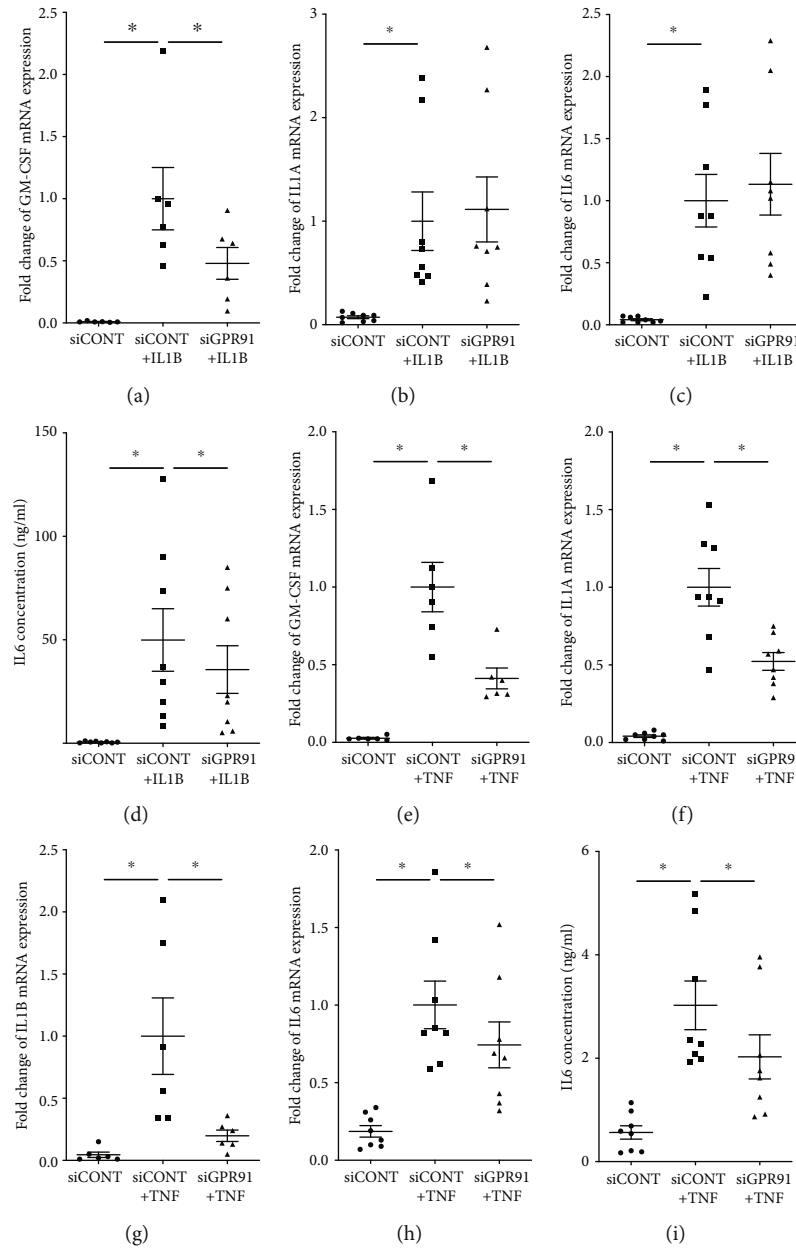 * *
Fold change of GM-CSF mRNA expression
2.5
2.0
1.5
1.0
0.5
0.0
siCONT siCONT +IL1B siGPR91 +IL1B
(a)
*
Fold change of IL1A mRNA expression
3
2
1
0
siCONT siCONT +IL1B siGPR91 +IL1B
(b)
*
Fold change of IL6 mRNA expression
2.5
2.0
1.5
1.0
0.5
0.0
siCONT siCONT +IL1B siGPR91 +IL1B
(c)
* *
IL6 concentration (ng/ml)
150
100
50
siCONT siCONT +IL1B siGPR91 +IL1B
(d)
* *
Fold change of GM-CSF mRNA expression
2.0
1.5
1.0
0.5
0.0
siCONT siCONT +TNF siGPR91 +TNF
(e)
* *
Fold change of IL1A mRNA expression
2.0
1.5
1.0
0.5
0.0
siCONT siCONT +TNF siGPR91 +TNF
(f)
* *
Fold change of IL1B mRNA expression
2.5
2.0
1.5
1.0
0.5
0.0
siCONT siCONT +TNF siGPR91 +TNF
(g)
* *
Fold change of IL6 mRNA expression
2.0
1.5
1.0
0.5
0.0
siCONT siCONT +TNF siGPR91 +TNF
(h)
* *
IL6 concentration (ng/ml)
6
4
2
0
siCONT siCONT +TNF siGPR91 +TNF
(i)